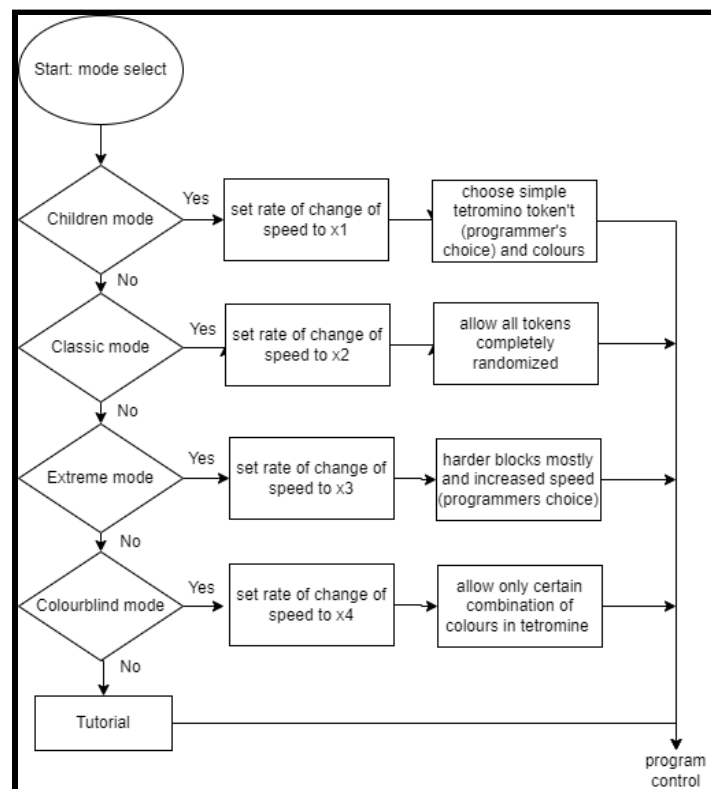 Start: mode select
Children mode
Yes
set rate of change of
speed to x1
choose simple
tetromino token't
(programmer's
choice) and colours
No
Classic mode
Yes
set rate of change of
speed to x2
allow all tokens
completely
randomized
No
Extreme mode
Yes
set rate of change of
speed to x3
harder blocks mostly
and increased speed
(programmers choice)
No
Colourblind mode
Yes
set rate of change of
speed to x4
allow only certain
combination of
colours in tetromine
No
Tutorial
program
control